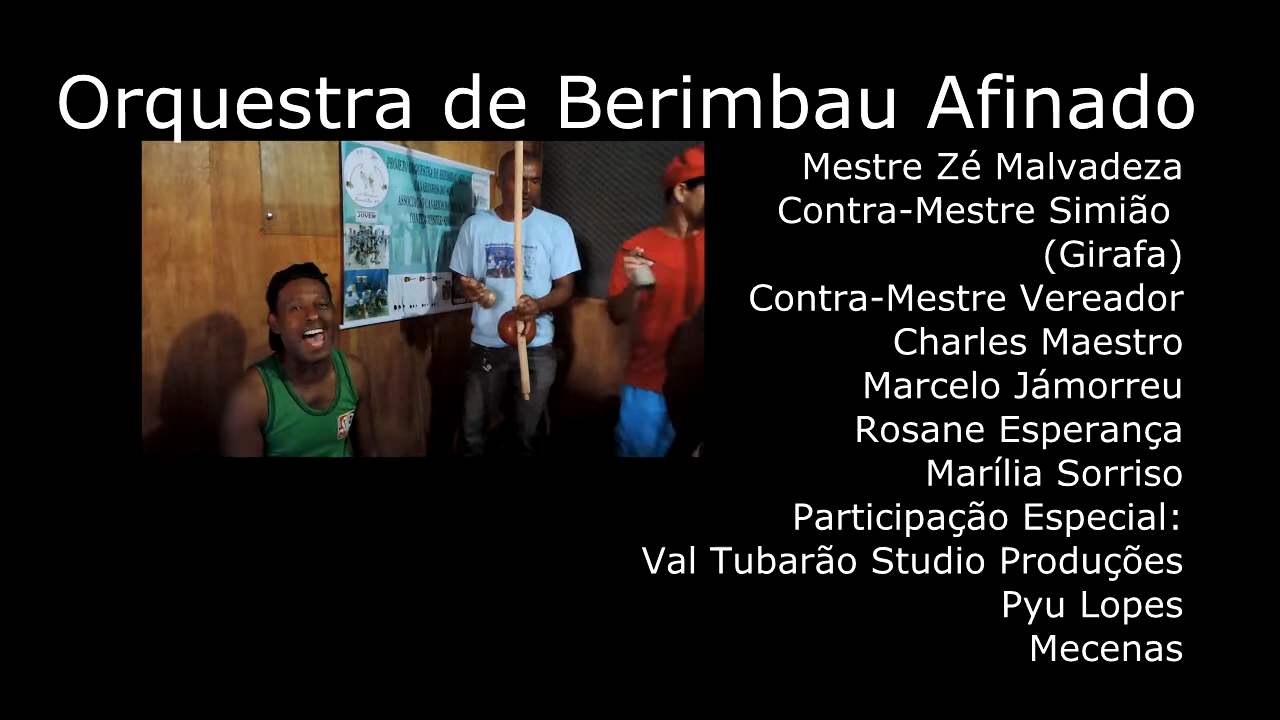 Orquestra de Berimbau Afinado
Mestre Zé Malvadeza
Contra-Mestre Simião
(Girafa)
Contra-Mestre Vereador
Charles Maestro
Marcelo Jámorreu
Rosane Esperança
Marília Sorriso
Participação Especial:
Val Tubarão Studio Produções
Pyu Lopes
Mecenas
JOVEM